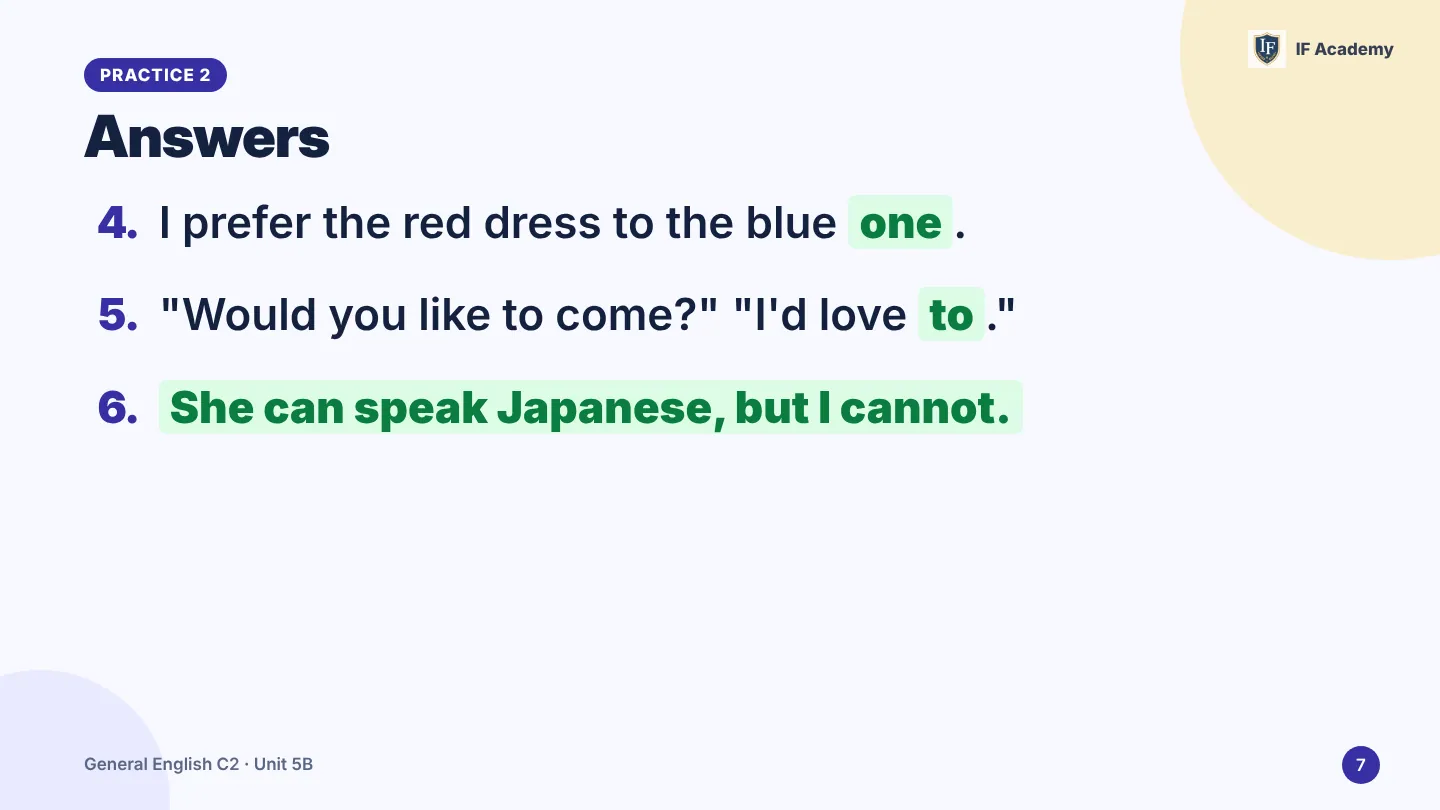 IF Academy
PRACTICE 2
Answers
4. I prefer the red dress to the blue one .
5. "Would you like to come?" "I'd love to ."
6. She can speak Japanese, but I cannot.
General English C2 · Unit 5B
7